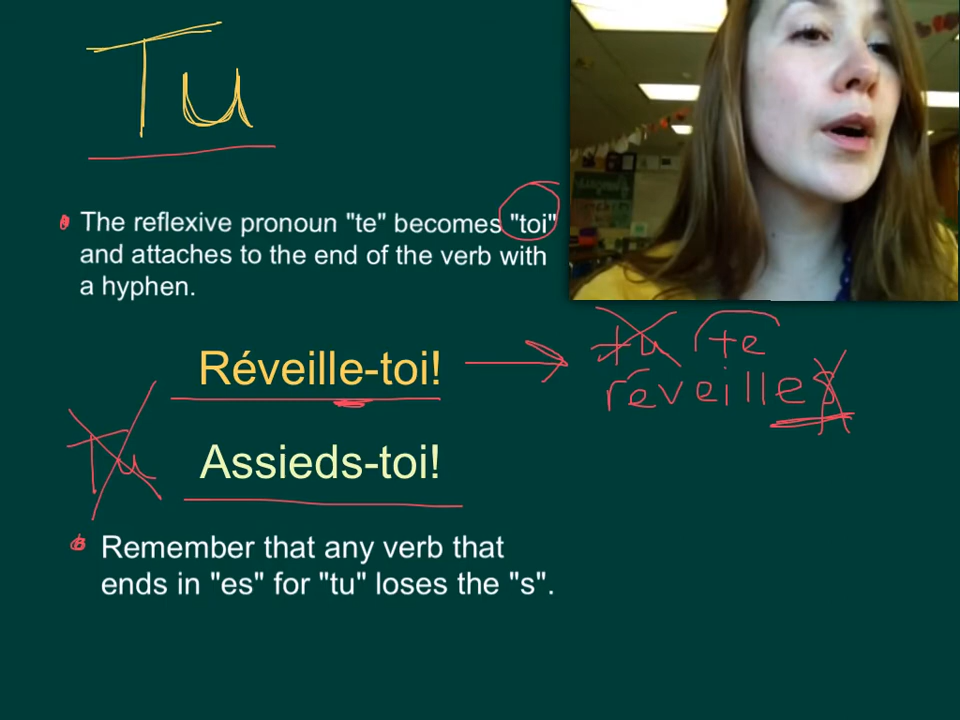 Tu
The reflexive pronoun "te" becomes "toi"
and attaches to the end of the verb with
a hyphen.
Réveille-toi!
tu te
réveilles
Tu
Assieds-toi!
Remember that any verb that
ends in "es" for "tu" loses the "s".